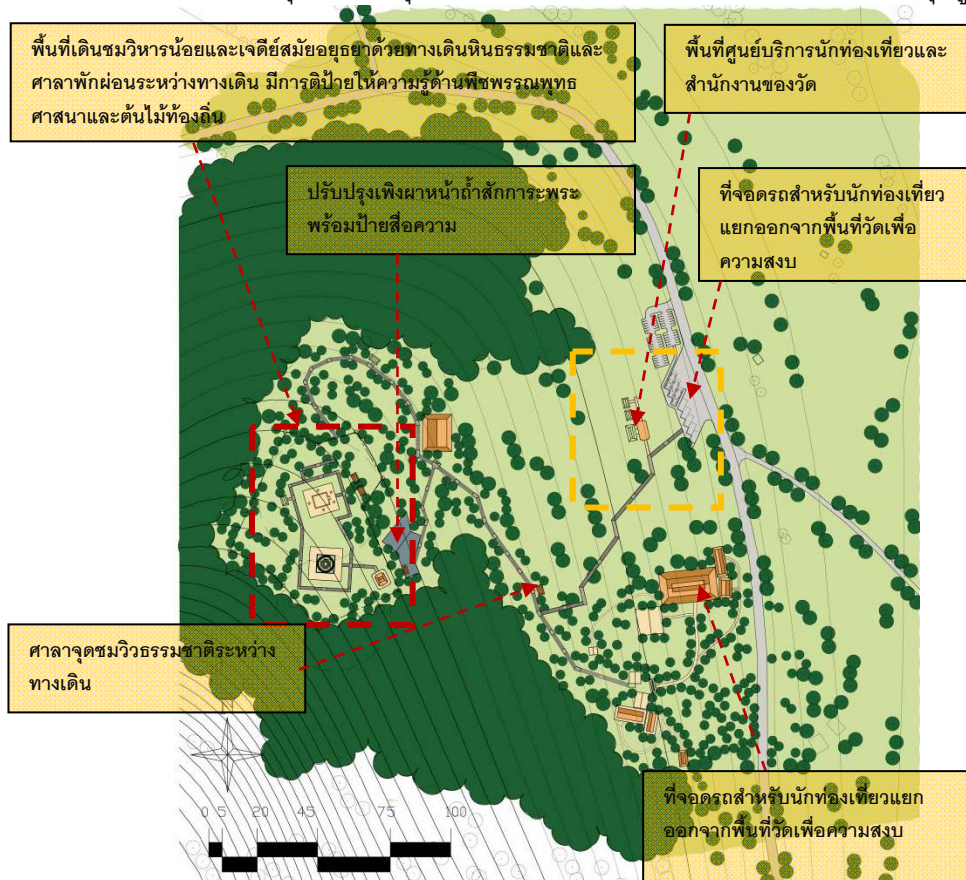 พื้นที่เดินชมวิหารน้อยและเจดีย์สมัยอยุธยาด้วยทางเดินหินธรรมชาติและ
ศาลาพักผ่อนระหว่างทางเดิน มีการติป้ายให้ความรู้ด้านพืชพรรณพุทธ
ศาสนาและต้นไม้ท้องถิ่น
พื้นที่ศูนย์บริการนักท่องเที่ยวและ
สำนักงานของวัด
ปรับปรุงเพิงผาหน้าถ้ำสักการะพระ
พร้อมป้ายสื่อความ
ที่จอดรถสำหรับนักท่องเที่ยว
แยกออกจากพื้นที่วัดเพื่อ
ความสงบ
ศาลาจุดชมวิวธรรมชาติระหว่าง
ทางเดิน
ที่จอดรถสำหรับนักท่องเที่ยวแยก
ออกจากพื้นที่วัดเพื่อความสงบ
0 5 20 45 75 100